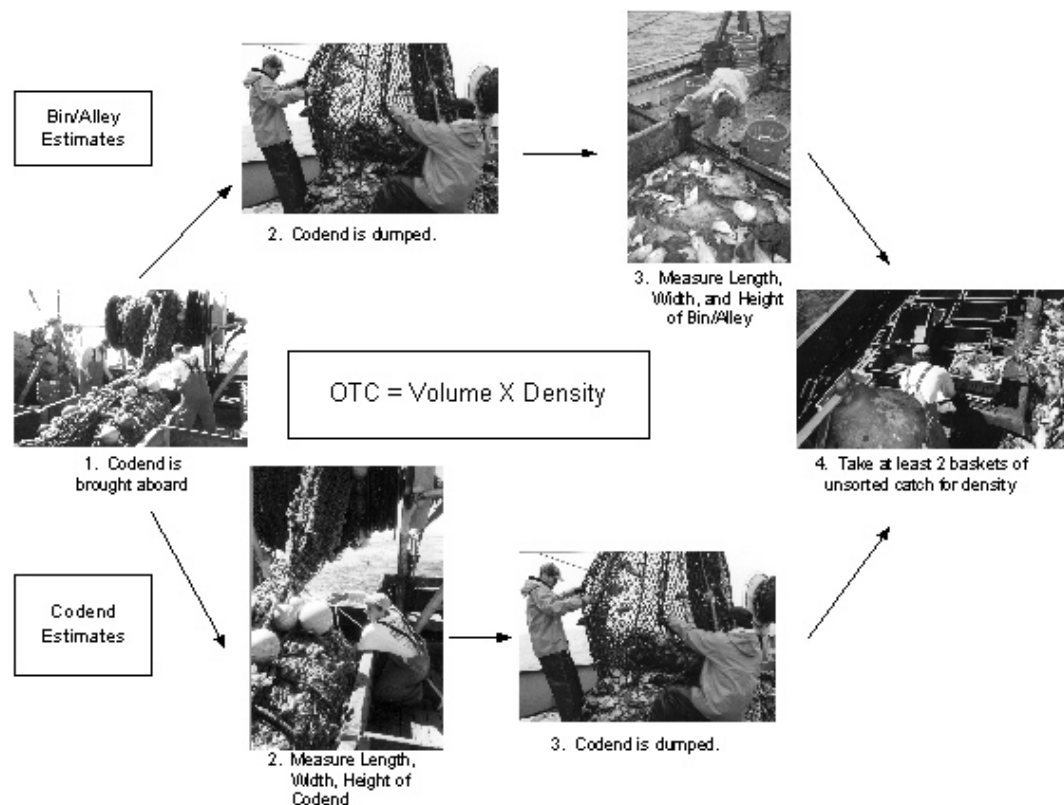 Bin/Alley
Estimates
2. Codend is dumped.
3. Measure Length,
Width, and Height
of Bin/Alley
OTC = Volume X Density
1. Codend is
brought aboard
4. Take at least 2 baskets of
unsorted catch for density
Codend
Estimates
2. Measure Length,
Width, Height of
Codend
3. Codend is dumped.